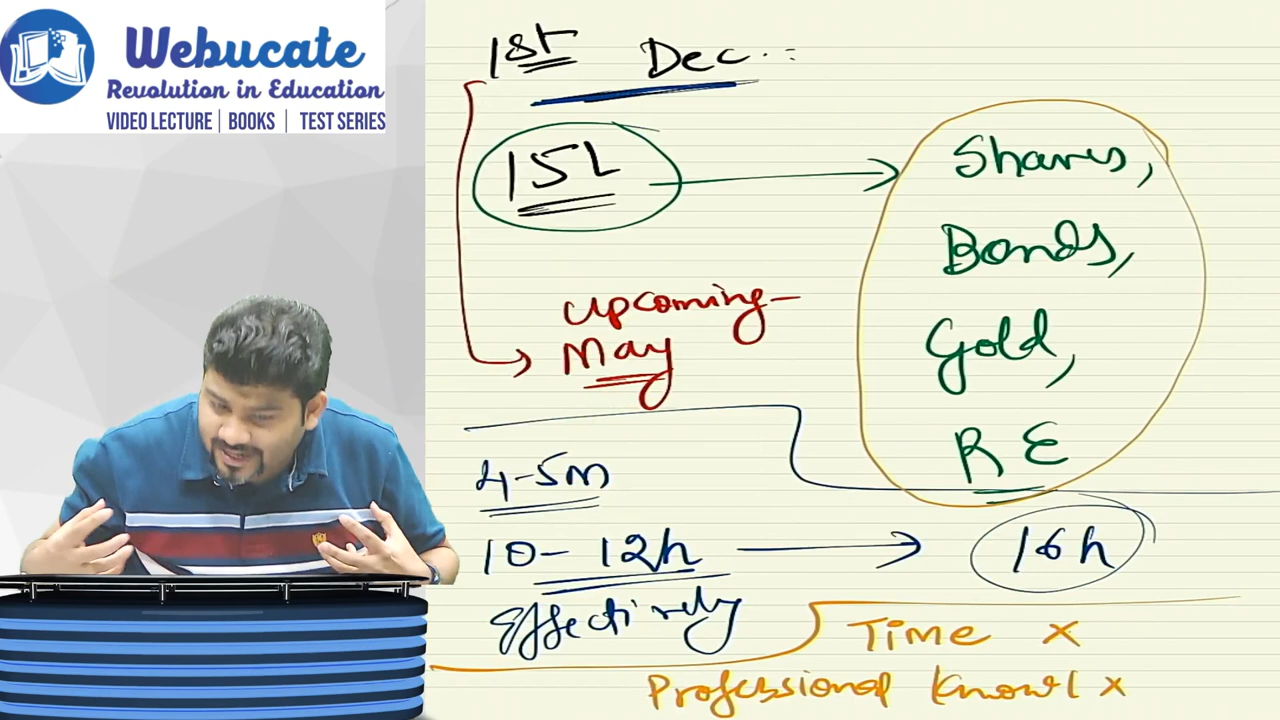 Webucate
Revolution in Education
VIDEO LECTURE | BOOKS | TEST SERIES
1st Dec..:
15L
Shares,
Bonds,
Gold,
RE
Upcoming
May
4-5m
10-12h
16h
Effectively
Time x
Professional Knowl x